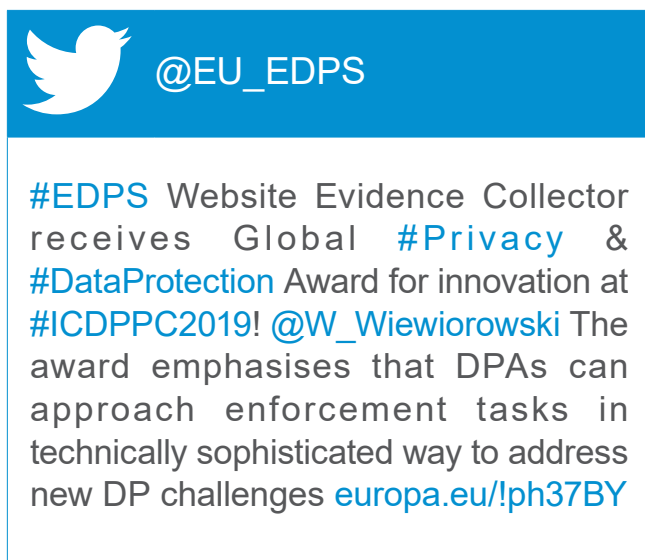 @EU_EDPS
#EDPS Website Evidence Collector
receives Global #Privacy &
#DataProtection Award for innovation at
#ICDPPC2019! @W_Wiewiorowski The
award emphasises that DPAs can
approach enforcement tasks in
technically sophisticated way to address
new DP challenges europa.eu/!ph37BY